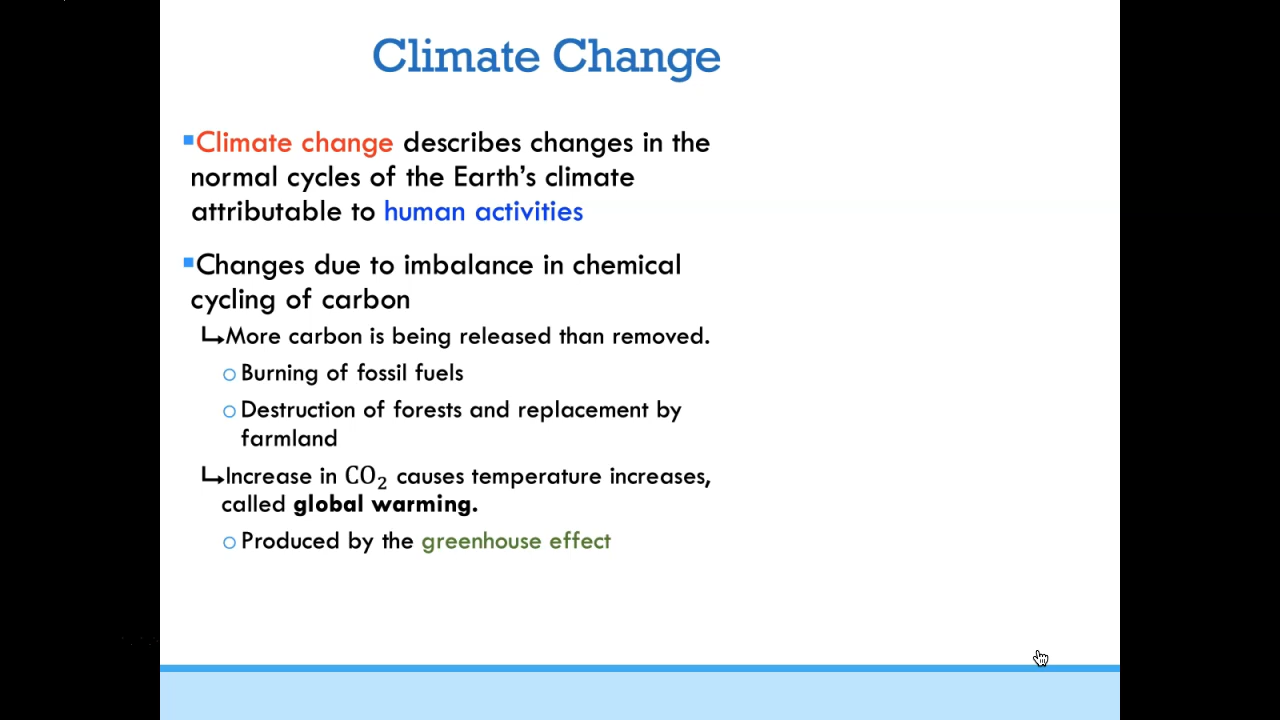 Climate Change
▪Climate change describes changes in the
normal cycles of the Earth's climate
attributable to human activities
▪Changes due to imbalance in chemical
cycling of carbon
↳More carbon is being released than removed.
○ Burning of fossil fuels
○ Destruction of forests and replacement by
farmland
↳Increase in CO₂ causes temperature increases,
called global warming.
○ Produced by the greenhouse effect